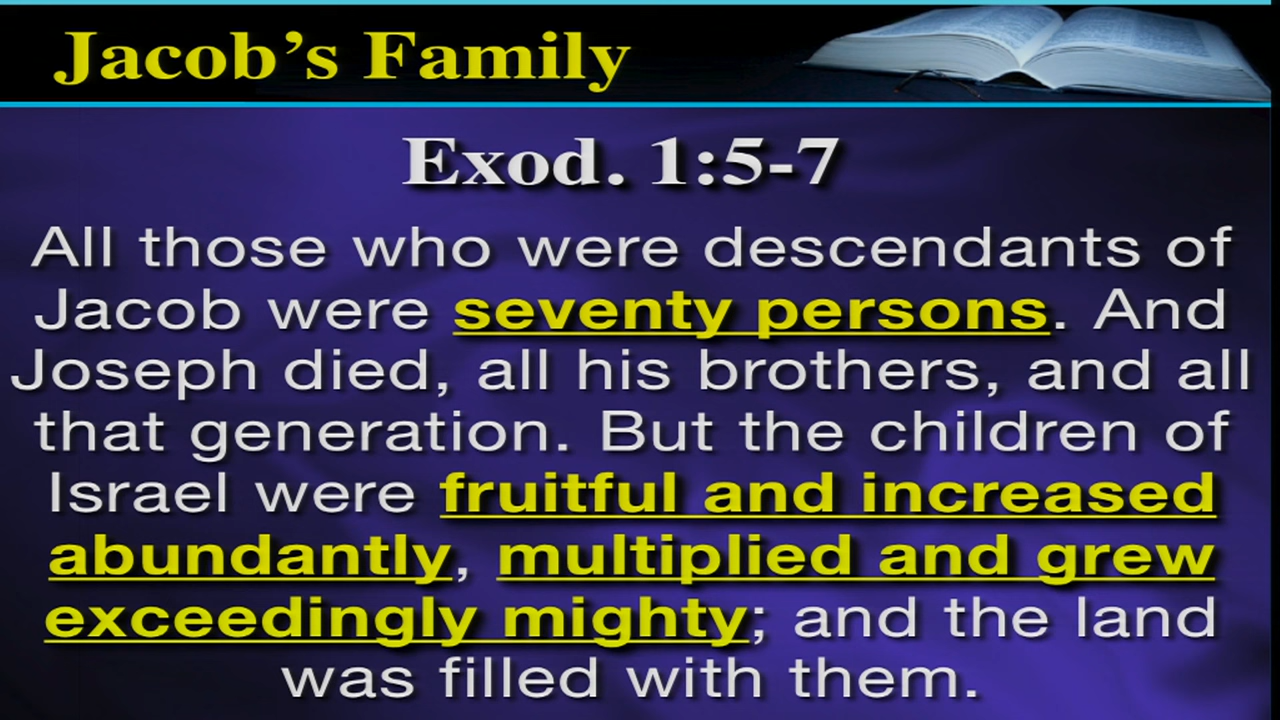 Jacob’s Family
Exod. 1:5-7
All those who were descendants of
Jacob were seventy persons. And
Joseph died, all his brothers, and all
that generation. But the children of
Israel were fruitful and increased
abundantly, multiplied and grew
exceedingly mighty; and the land
was filled with them.